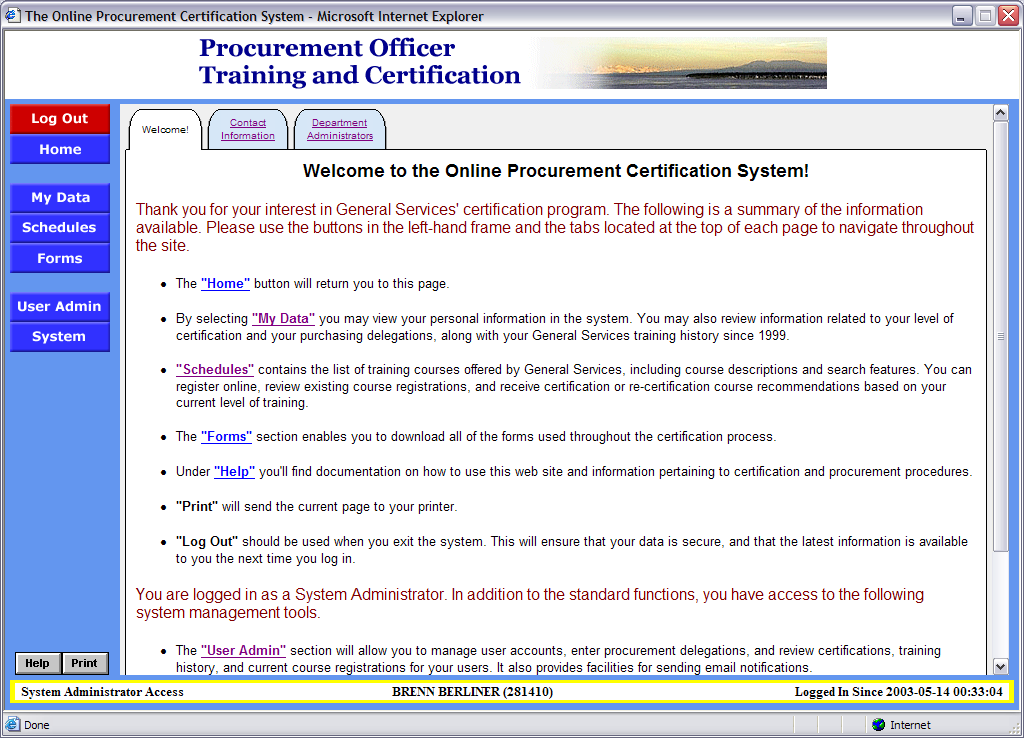 The Online Procurement Certification System - Microsoft Internet Explorer
Procurement Officer
Training and Certification
Log Out
Home
My Data
Schedules
Forms
User Admin
System
Help
Print
Welcome!
Contact
Information
Department
Administrators
Welcome to the Online Procurement Certification System!
Thank you for your interest in General Services' certification program. The following is a summary of the information
available. Please use the buttons in the left-hand frame and the tabs located at the top of each page to navigate throughout
the site.
• The "Home" button will return you to this page.
• By selecting "My Data" you may view your personal information in the system. You may also review information related to your level of
certification and your purchasing delegations, along with your General Services training history since 1999.
• "Schedules" contains the list of training courses offered by General Services, including course descriptions and search features. You can
register online, review existing course registrations, and receive certification or re-certification course recommendations based on your
current level of training.
• The "Forms" section enables you to download all of the forms used throughout the certification process.
• Under "Help" you'll find documentation on how to use this web site and information pertaining to certification and procurement procedures.
• "Print" will send the current page to your printer.
• "Log Out" should be used when you exit the system. This will ensure that your data is secure, and that the latest information is available
to you the next time you log in.
You are logged in as a System Administrator. In addition to the standard functions, you have access to the following
system management tools.
• The "User Admin" section will allow you to manage user accounts, enter procurement delegations, and review certifications, training
history, and current course registrations for your users. It also provides facilities for sending email notifications.
System Administrator Access
BRENN BERLINER (281410)
Logged In Since 2003-05-14 00:33:04
Done
Internet